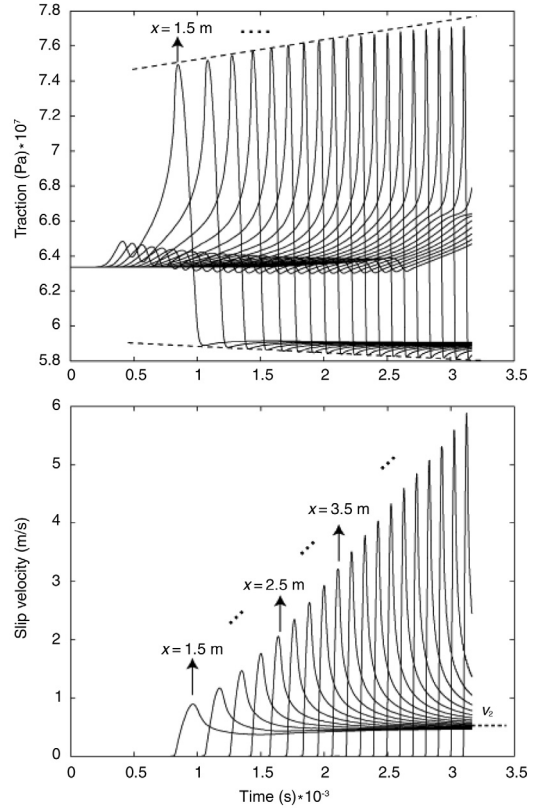 7.8
7.6
7.4
7.2
7
6.8
6.6
6.4
6.2
6
5.8
Traction (Pa)*10⁷
x = 1.5 m
0 0.5 1 1.5 2 2.5 3 3.5
6
5
4
3
2
1
0
Slip velocity (m/s)
x = 3.5 m
x = 2.5 m
x = 1.5 m
V₂
0 0.5 1 1.5 2 2.5 3 3.5
Time (s)*10⁻³